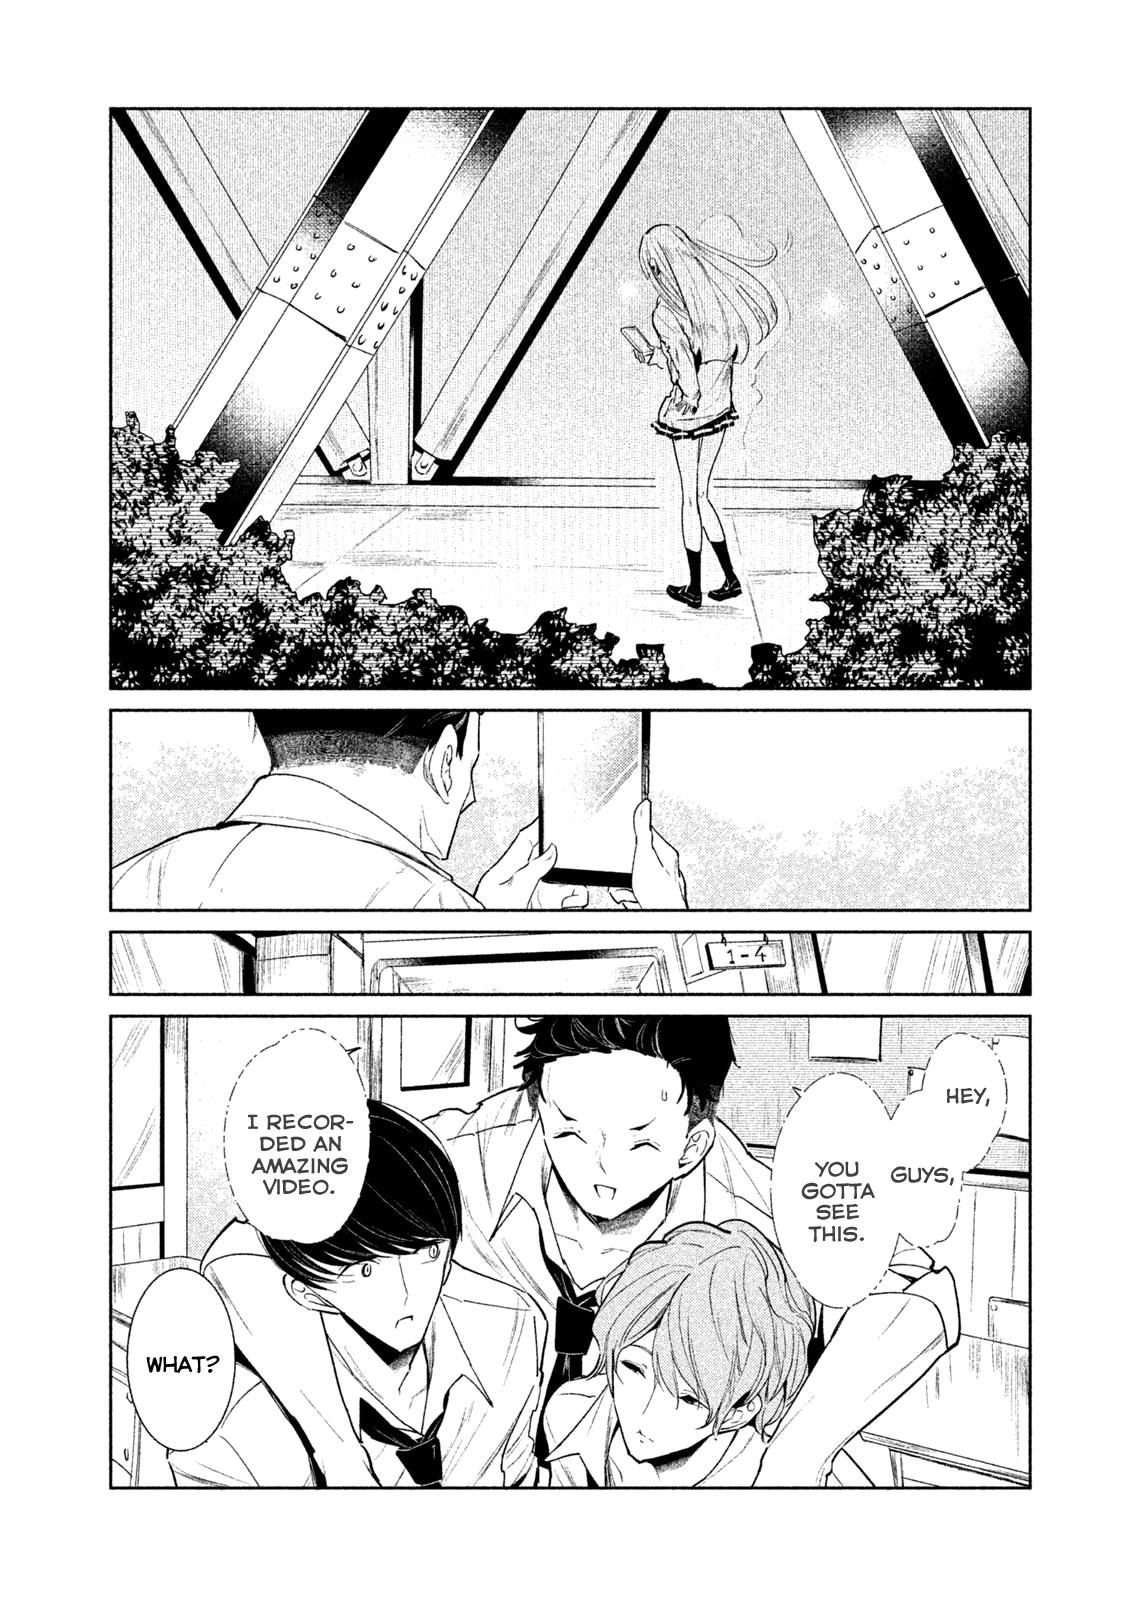 1-4
HEY,
GUYS,
YOU
GOTTA
SEE
THIS.
I RECOR-
DED AN
AMAZING
VIDEO.
WHAT?